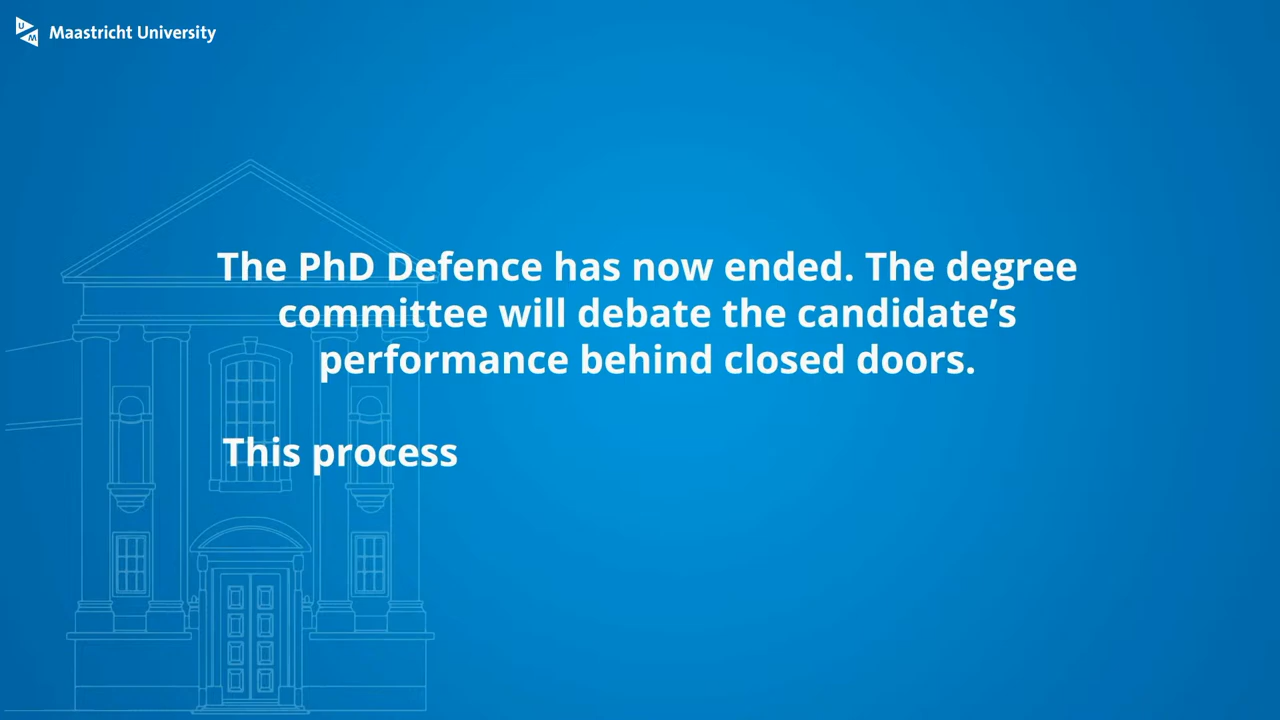 Maastricht University
The PhD Defence has now ended. The degree
committee will debate the candidate’s
performance behind closed doors.
This process